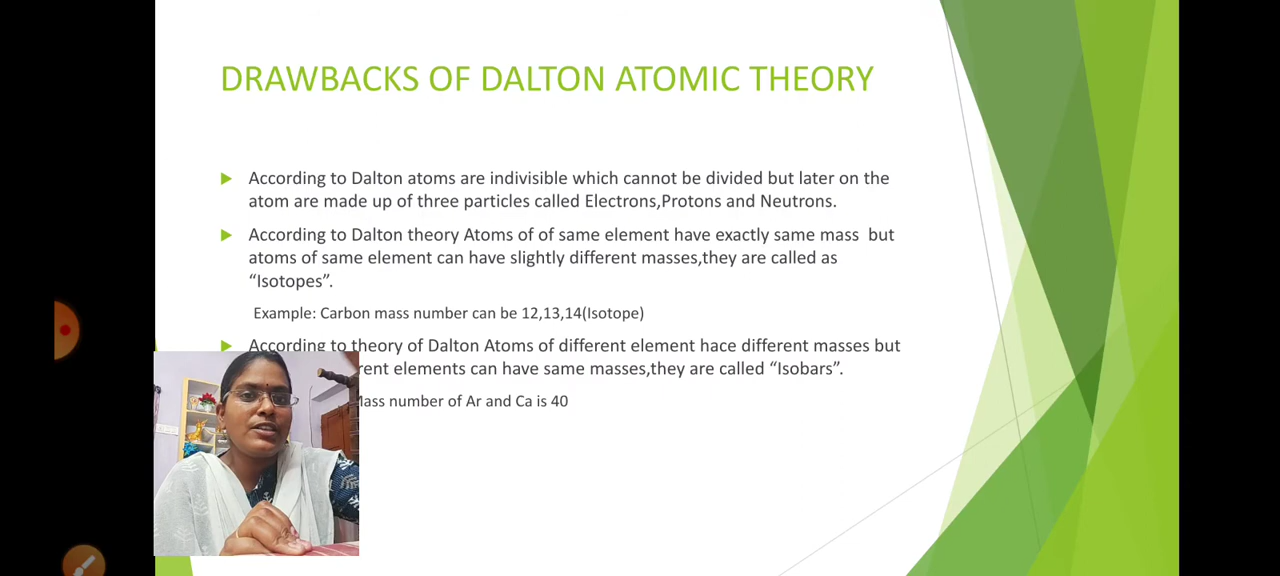 DRAWBACKS OF DALTON ATOMIC THEORY
According to Dalton atoms are indivisible which cannot be divided but later on the
atom are made up of three particles called Electrons,Protons and Neutrons.
According to Dalton theory Atoms of of same element have exactly same mass but
atoms of same element can have slightly different masses,they are called as
“Isotopes”.
Example: Carbon mass number can be 12,13,14(Isotope)
According to theory of Dalton Atoms of different element hace different masses but
elements can have same masses,they are called “Isobars”.
number of Ar and Ca is 40